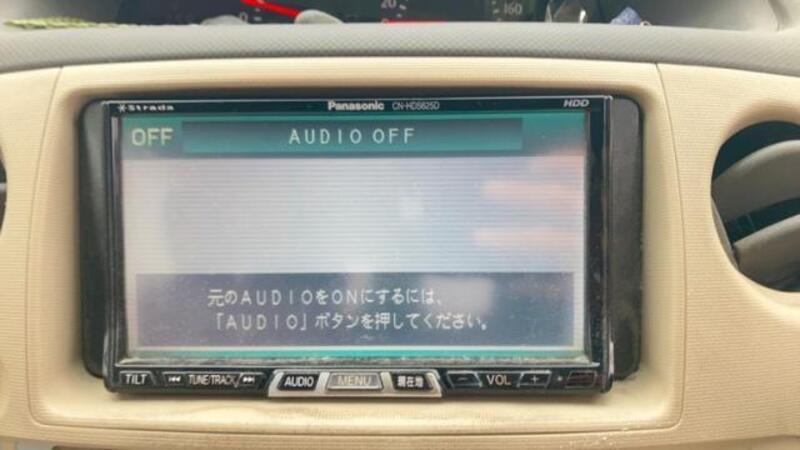 20
160
Strada
Panasonic CN-HDS625D
HDD
OFF
AUDIO OFF
元のAUDIOをONにするには、
「AUDIO」ボタンを押してください。
TILT
TUNE/TRACK
AUDIO
MENU
現在地
− VOL +